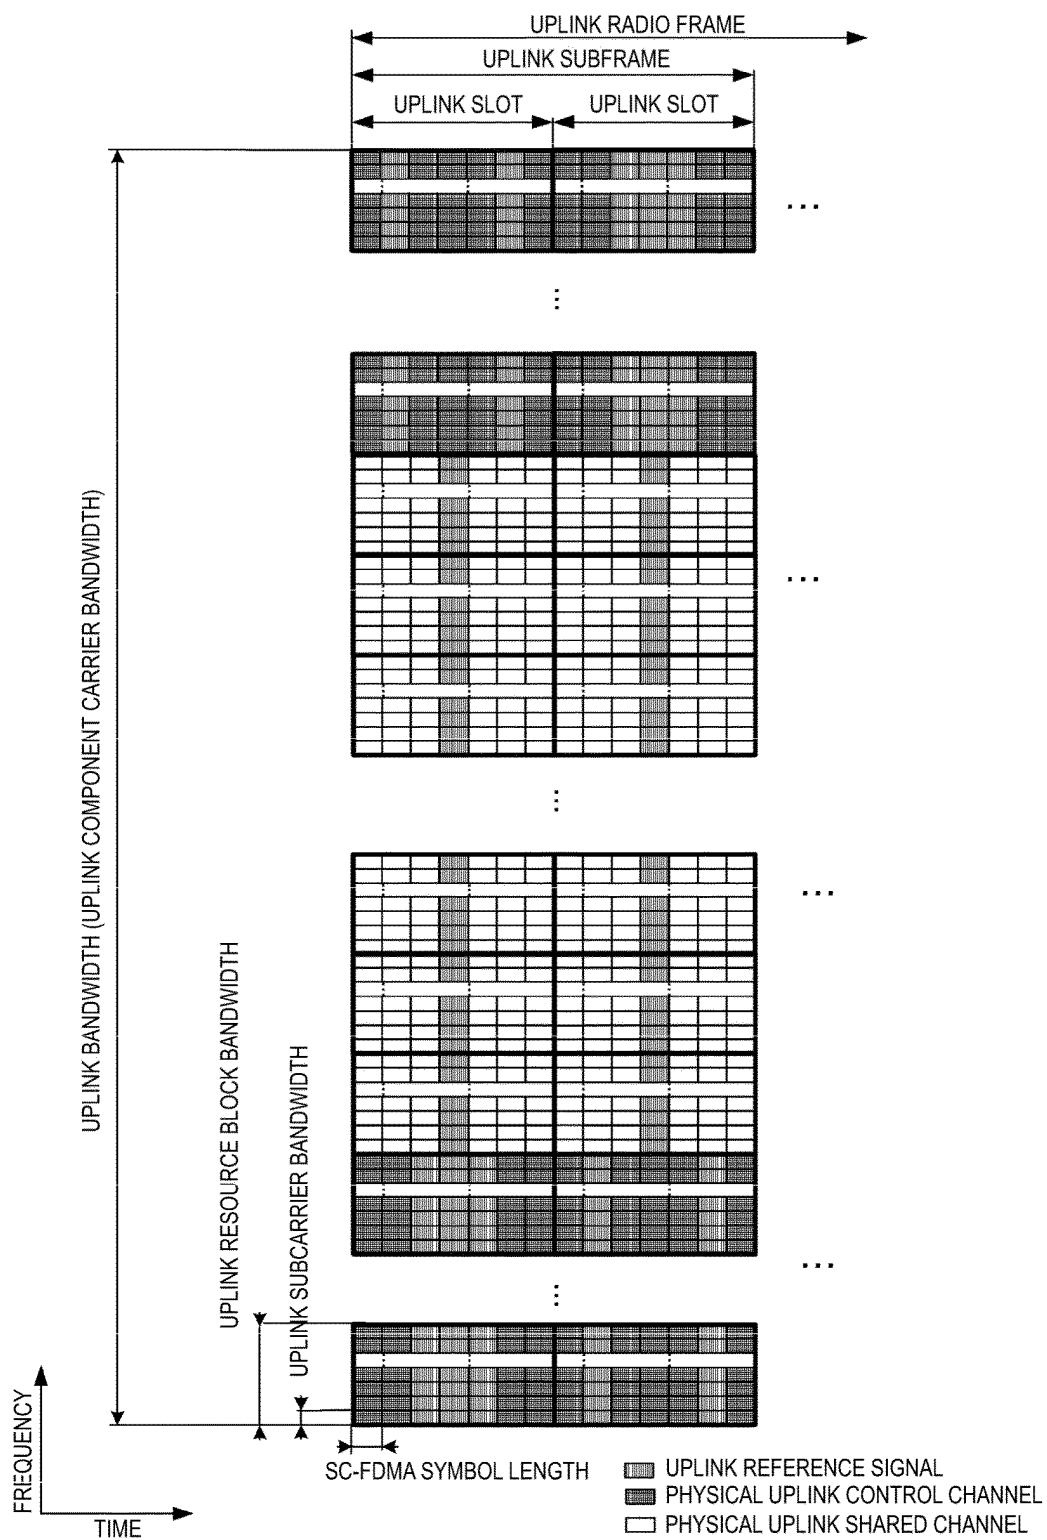 UPLINK RADIO FRAME
UPLINK SUBFRAME
UPLINK SLOT
UPLINK SLOT
...
...
UPLINK BANDWIDTH (UPLINK COMPONENT CARRIER BANDWIDTH)
...
...
...
UPLINK RESOURCE BLOCK BANDWIDTH
UPLINK SUBCARRIER BANDWIDTH
...
...
FREQUENCY
TIME
SC-FDMA SYMBOL LENGTH
UPLINK REFERENCE SIGNAL
PHYSICAL UPLINK CONTROL CHANNEL
PHYSICAL UPLINK SHARED CHANNEL